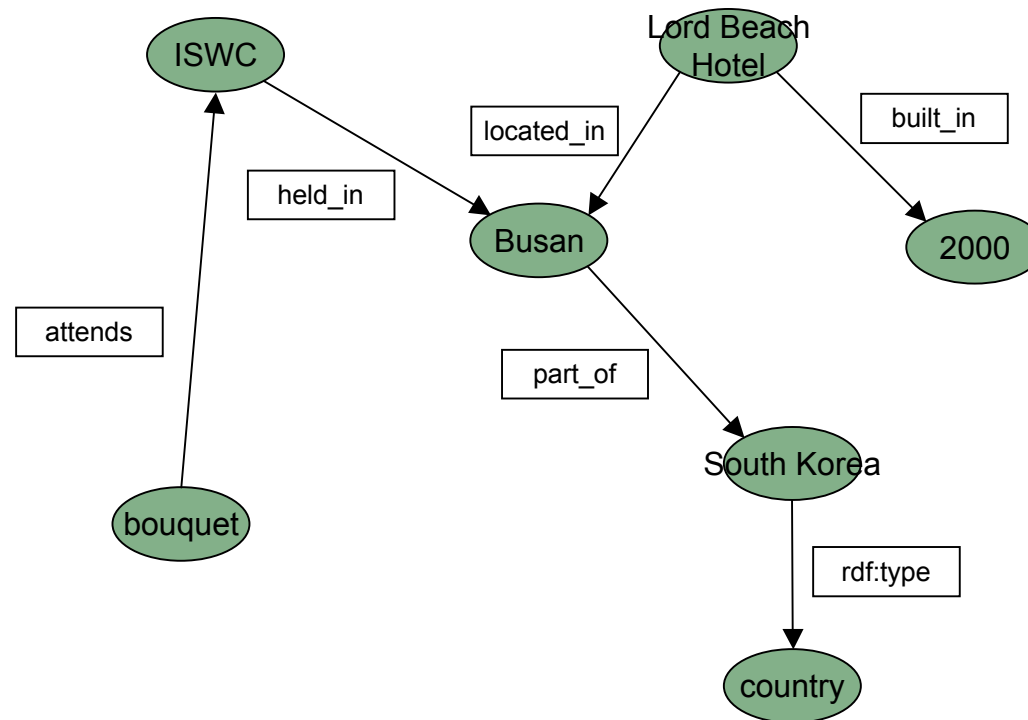 ISWC
Lord Beach
Hotel
located_in
built_in
held_in
Busan
2000
attends
part_of
South Korea
bouquet
rdf:type
country